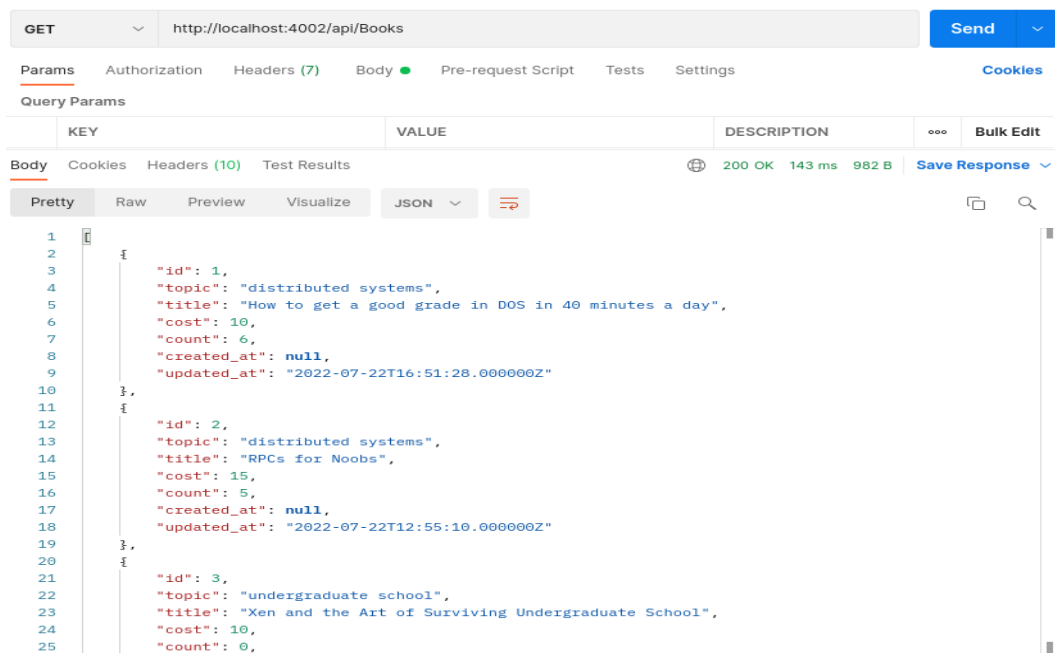 GET http://localhost:4002/api/Books Send
Params Authorization Headers (7) Body Pre-request Script Tests Settings Cookies
Query Params
KEY VALUE DESCRIPTION ooo Bulk Edit
Body Cookies Headers (10) Test Results 200 OK 143 ms 982 B Save Response
Pretty Raw Preview Visualize JSON
1 [
2 {
3 "id": 1,
4 "topic": "distributed systems",
5 "title": "How to get a good grade in DOS in 40 minutes a day",
6 "cost": 10,
7 "count": 6,
8 "created_at": null,
9 "updated_at": "2022-07-22T16:51:28.000000Z"
10 },
11 {
12 "id": 2,
13 "topic": "distributed systems",
14 "title": "RPCs for Noobs",
15 "cost": 15,
16 "count": 5,
17 "created_at": null,
18 "updated_at": "2022-07-22T12:55:10.000000Z"
19 },
20 {
21 "id": 3,
22 "topic": "undergraduate school",
23 "title": "Xen and the Art of Surviving Undergraduate School",
24 "cost": 10,
25 "count": 0,